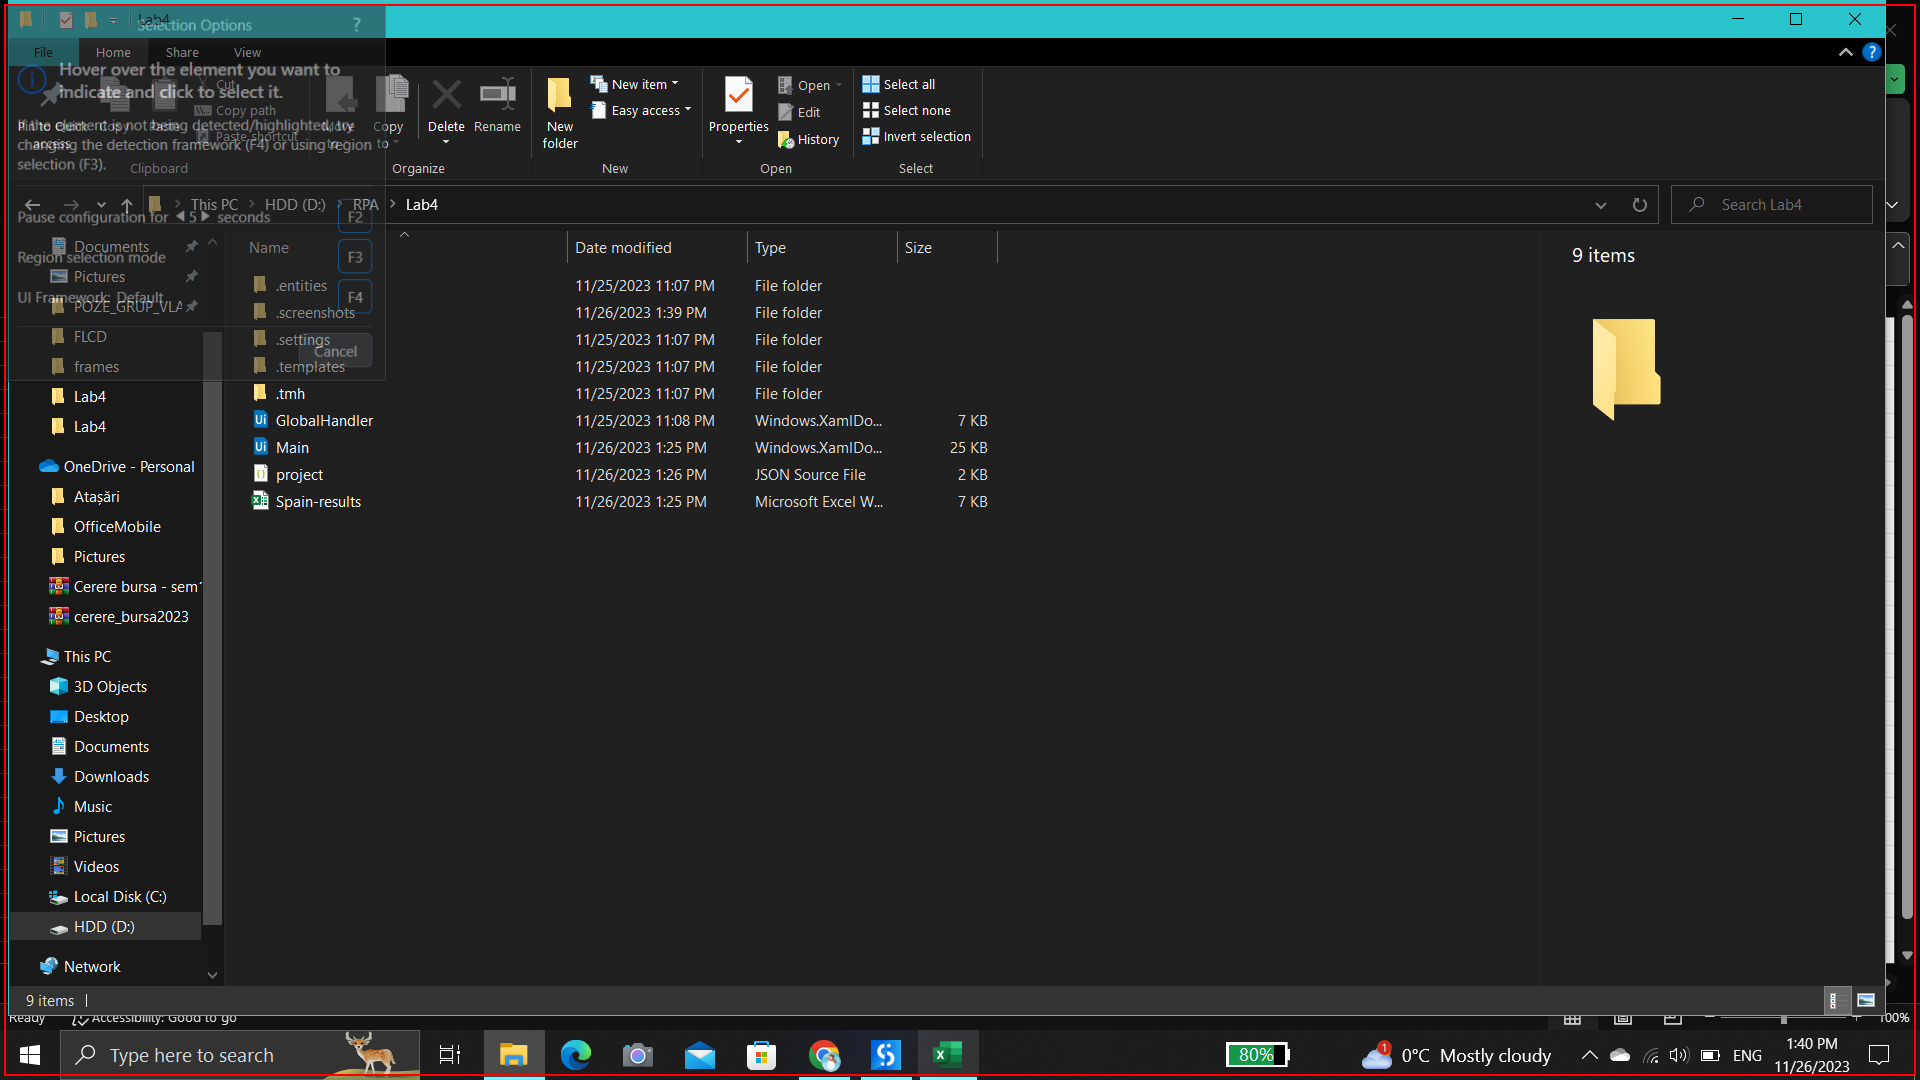 Lab4
Selection Options
?
File
Home
Share
View
Hover over the element you want to
indicate and click to select it.
If the element is not being detected/highlighted, try
changing the detection framework (F4) or using region
selection (F3).
Pause configuration for 5 seconds
F2
Region selection mode
F3
UI Framework: Default
F4
Cancel
Pin to Quick
access
Copy
Paste
Cut
Copy path
Paste shortcut
Clipboard
Move
to
Copy
to
Delete
Rename
Organize
New
folder
New item
Easy access
New
Properties
Open
Edit
History
Open
Select all
Select none
Invert selection
Select
This PC
HDD (D:)
RPA
Lab4
Search Lab4
Documents
Pictures
POZE_GRUP_VLA
FLCD
frames
Lab4
Lab4
OneDrive - Personal
Atașări
OfficeMobile
Pictures
Cerere bursa - sem1
cerere_bursa2023
This PC
3D Objects
Desktop
Documents
Downloads
Music
Pictures
Videos
Local Disk (C:)
HDD (D:)
Network
Name Date modified Type Size
.entities 11/25/2023 11:07 PM File folder
.screenshots 11/26/2023 1:39 PM File folder
.settings 11/25/2023 11:07 PM File folder
.templates 11/25/2023 11:07 PM File folder
.tmh 11/25/2023 11:07 PM File folder
GlobalHandler 11/25/2023 11:08 PM Windows.XamlDo... 7 KB
Main 11/26/2023 1:25 PM Windows.XamlDo... 25 KB
project 11/26/2023 1:26 PM JSON Source File 2 KB
Spain-results 11/26/2023 1:25 PM Microsoft Excel W... 7 KB
9 items
9 items
Ready
Accessibility: Good to go
100%
Type here to search
80%
1
0°C Mostly cloudy
ENG
1:40 PM
11/26/2023